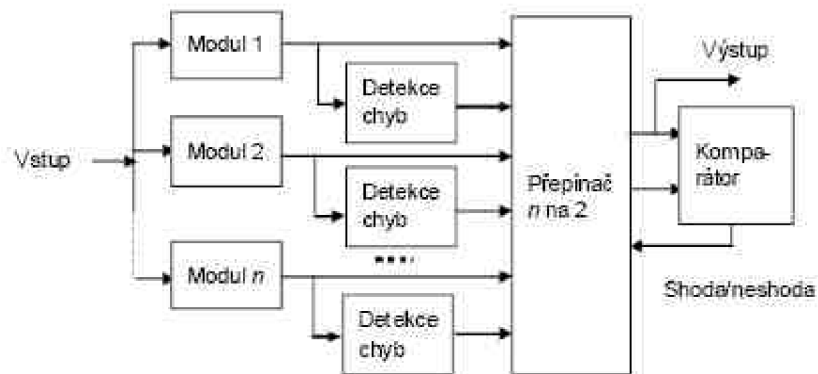 Modul 1
Výstup
Detekce
chyb
Vstup
Modul 2
Kompa-
rátor
Přepínač
n na 2
Detekce
chyb
Modul n
Shoda/neshoda
Detekce
chyb